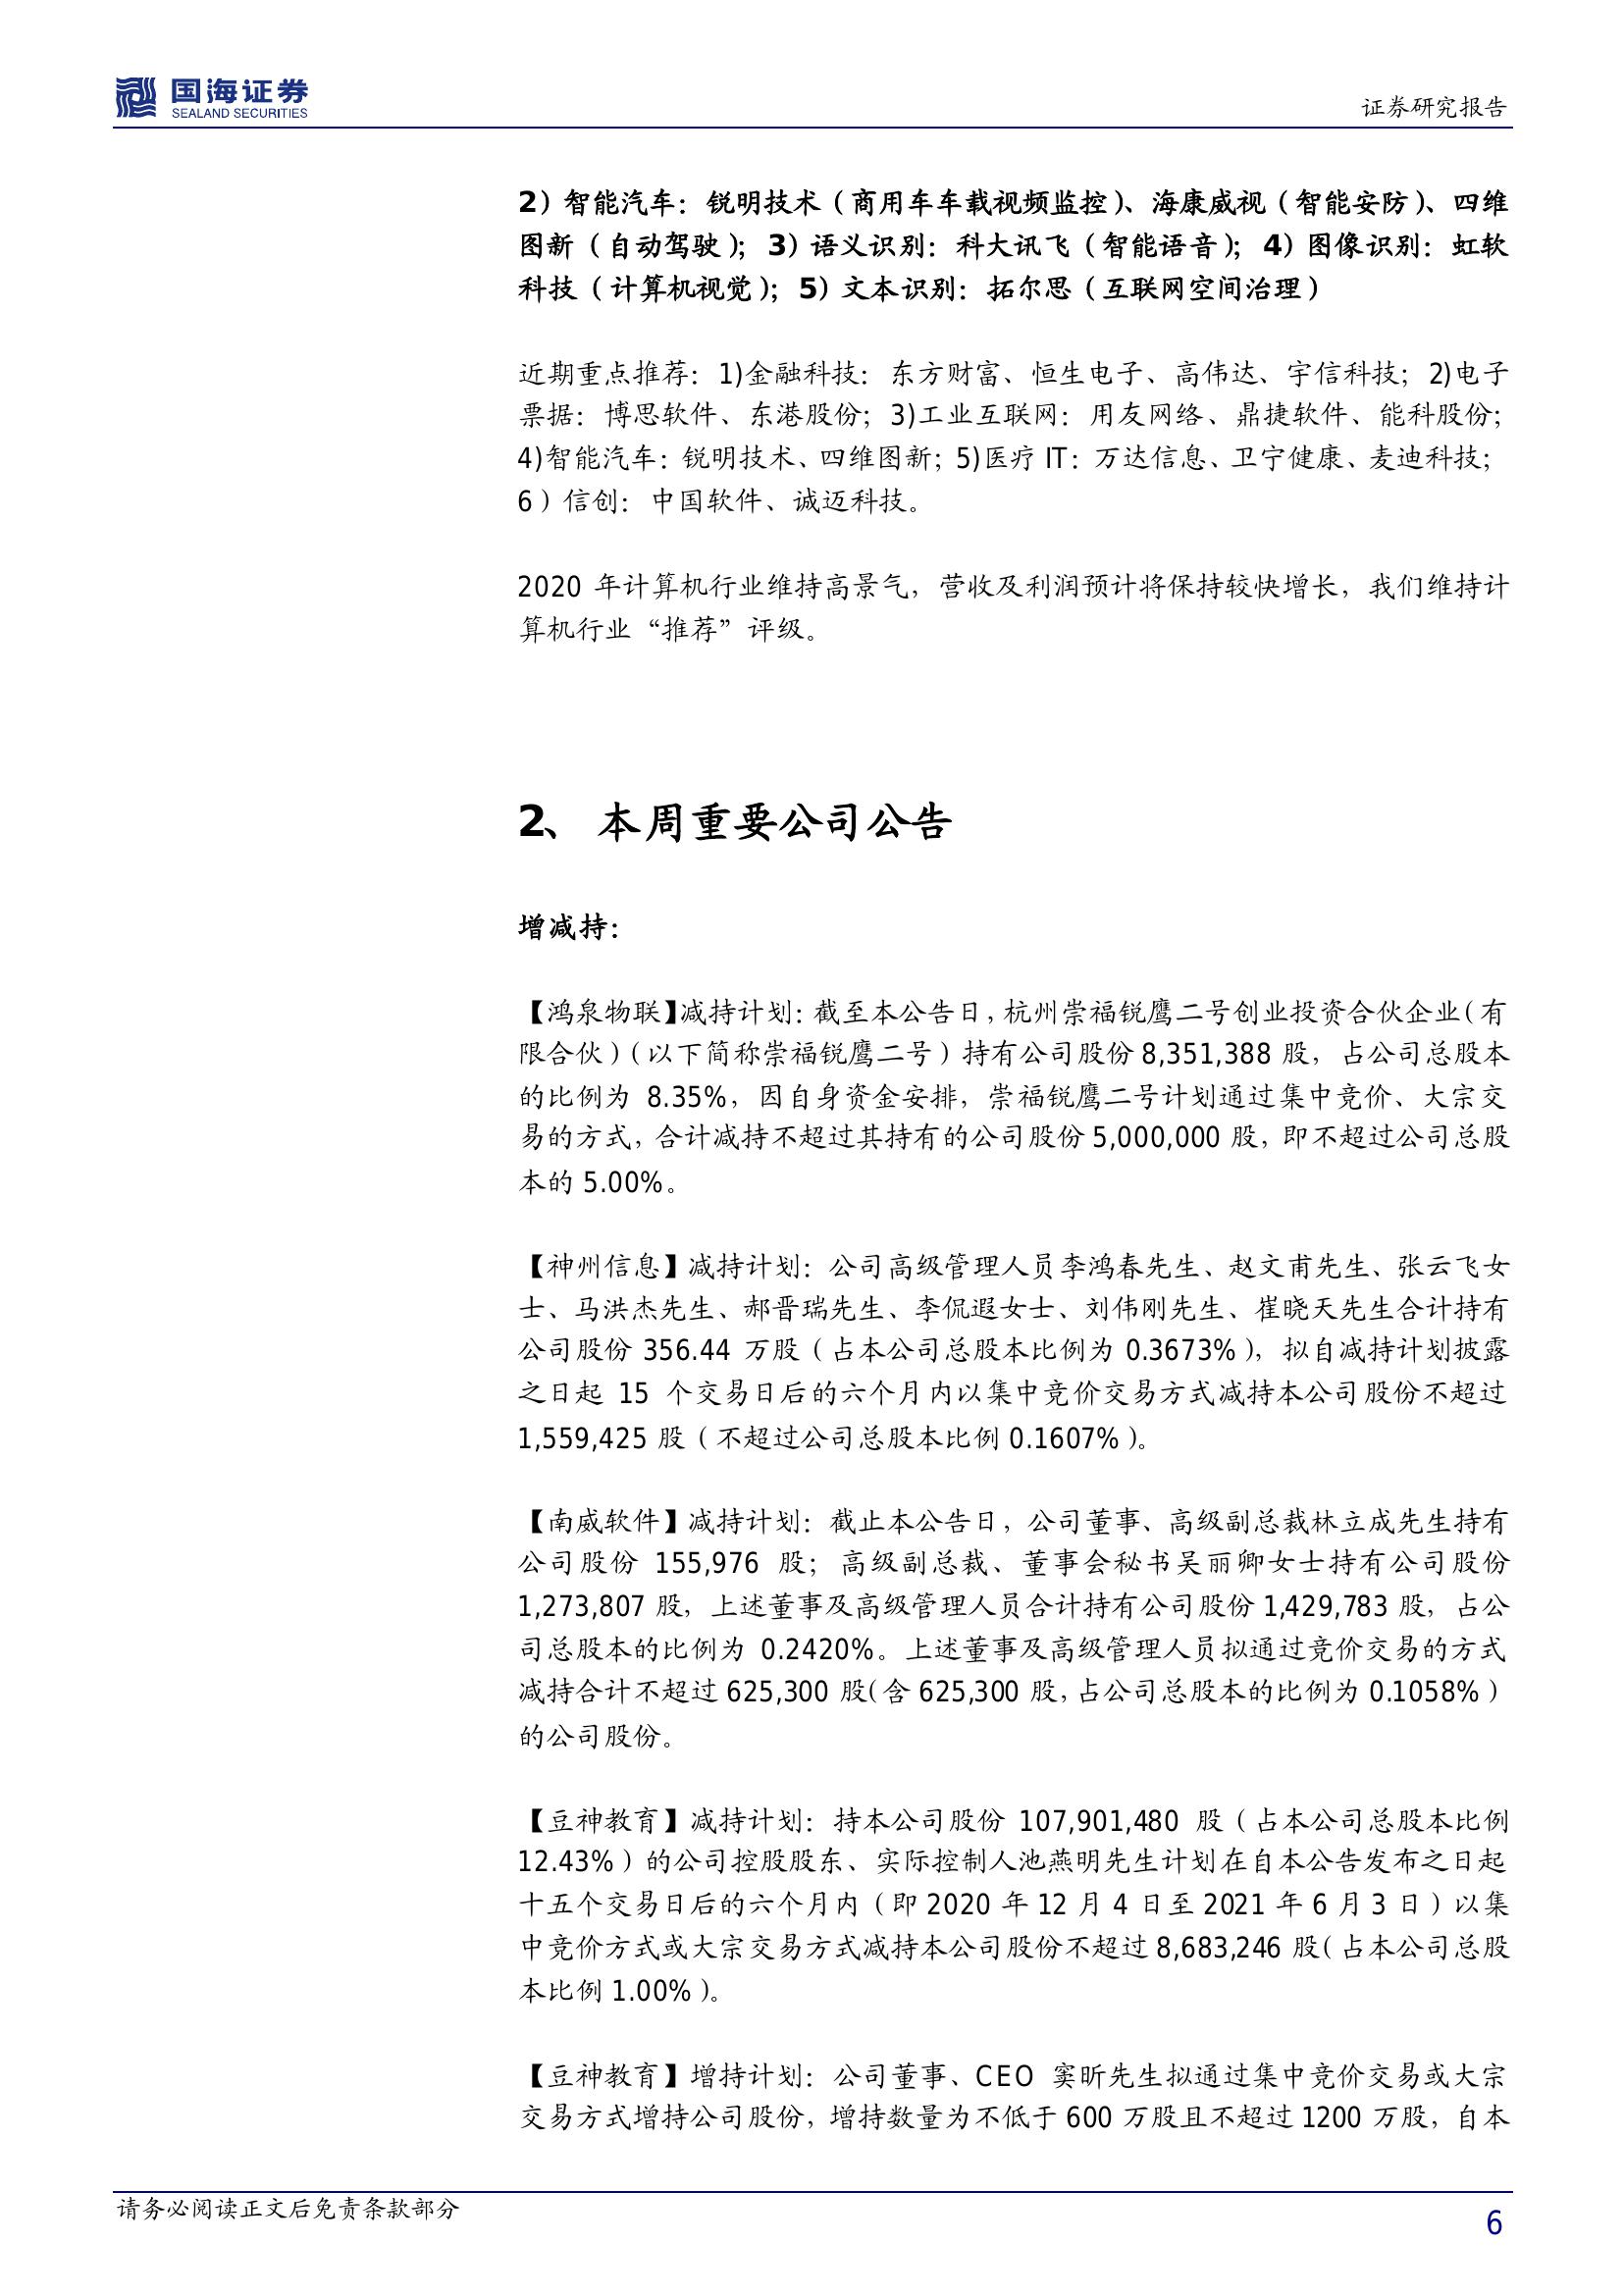 国海证券
SEALAND SECURITIES
证券研究报告
2）智能汽车：锐明技术（商用车车载视频监控）、海康威视（智能安防）、四维
图新（自动驾驶）；3）语义识别：科大讯飞（智能语音）；4）图像识别：虹软
科技（计算机视觉）；5）文本识别：拓尔思（互联网空间治理）
近期重点推荐：1)金融科技：东方财富、恒生电子、高伟达、宇信科技；2)电子
票据：博思软件、东港股份；3)工业互联网：用友网络、鼎捷软件、能科股份；
4)智能汽车：锐明技术、四维图新；5)医疗 IT：万达信息、卫宁健康、麦迪科技；
6）信创：中国软件、诚迈科技。
2020 年计算机行业维持高景气，营收及利润预计将保持较快增长，我们维持计
算机行业“推荐”评级。
2、 本周重要公司公告
增减持：
【鸿泉物联】减持计划：截至本公告日，杭州崇福锐鹰二号创业投资合伙企业（有
限合伙）（以下简称崇福锐鹰二号）持有公司股份 8,351,388 股，占公司总股本
的比例为 8.35%，因自身资金安排，崇福锐鹰二号计划通过集中竞价、大宗交
易的方式，合计减持不超过其持有的公司股份 5,000,000 股，即不超过公司总股
本的 5.00%。
【神州信息】减持计划：公司高级管理人员李鸿春先生、赵文甫先生、张云飞女
士、马洪杰先生、郝晋瑞先生、李侃遐女士、刘伟刚先生、崔晓天先生合计持有
公司股份 356.44 万股（占本公司总股本比例为 0.3673%），拟自减持计划披露
之日起 15 个交易日后的六个月内以集中竞价交易方式减持本公司股份不超过
1,559,425 股（不超过公司总股本比例 0.1607%）。
【南威软件】减持计划：截止本公告日，公司董事、高级副总裁林立成先生持有
公司股份 155,976 股；高级副总裁、董事会秘书吴丽卿女士持有公司股份
1,273,807 股，上述董事及高级管理人员合计持有公司股份 1,429,783 股，占公
司总股本的比例为 0.2420%。上述董事及高级管理人员拟通过竞价交易的方式
减持合计不超过 625,300 股（含 625,300 股，占公司总股本的比例为 0.1058%）
的公司股份。
【豆神教育】减持计划：持本公司股份 107,901,480 股（占本公司总股本比例
12.43%）的公司控股股东、实际控制人池燕明先生计划在自本公告发布之日起
十五个交易日后的六个月内（即 2020 年 12 月 4 日至 2021 年 6 月 3 日）以集
中竞价方式或大宗交易方式减持本公司股份不超过 8,683,246 股（占本公司总股
本比例 1.00%）。
【豆神教育】增持计划：公司董事、CEO 窦昕先生拟通过集中竞价交易或大宗
交易方式增持公司股份，增持数量为不低于 600 万股且不超过 1200 万股，自本
请务必阅读正文后免责条款部分
6